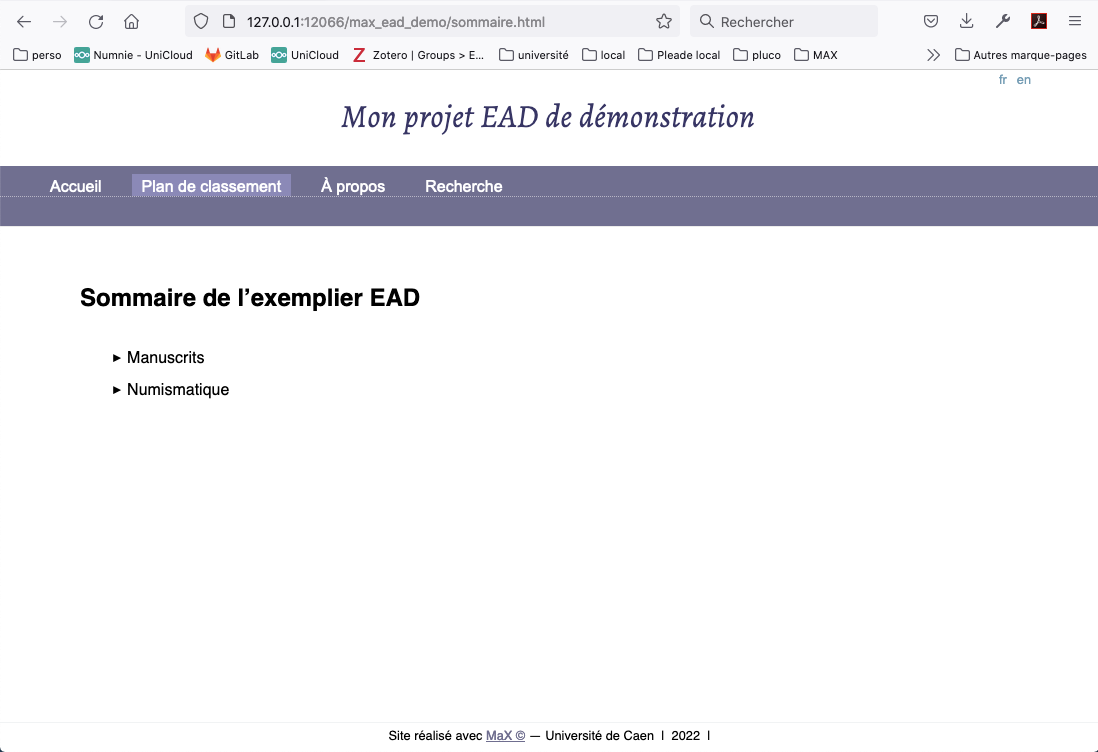 127.0.0.1:12066/max_ead_demo/sommaire.html Rechercher
perso Numnie - UniCloud GitLab UniCloud Zotero | Groups > E... université local Pleade local pluco MAX Autres marque-pages
fr en
Mon projet EAD de démonstration
Accueil Plan de classement À propos Recherche
Sommaire de l’exemplier EAD
▸ Manuscrits
▸ Numismatique
Site réalisé avec MaX © — Université de Caen | 2022 |